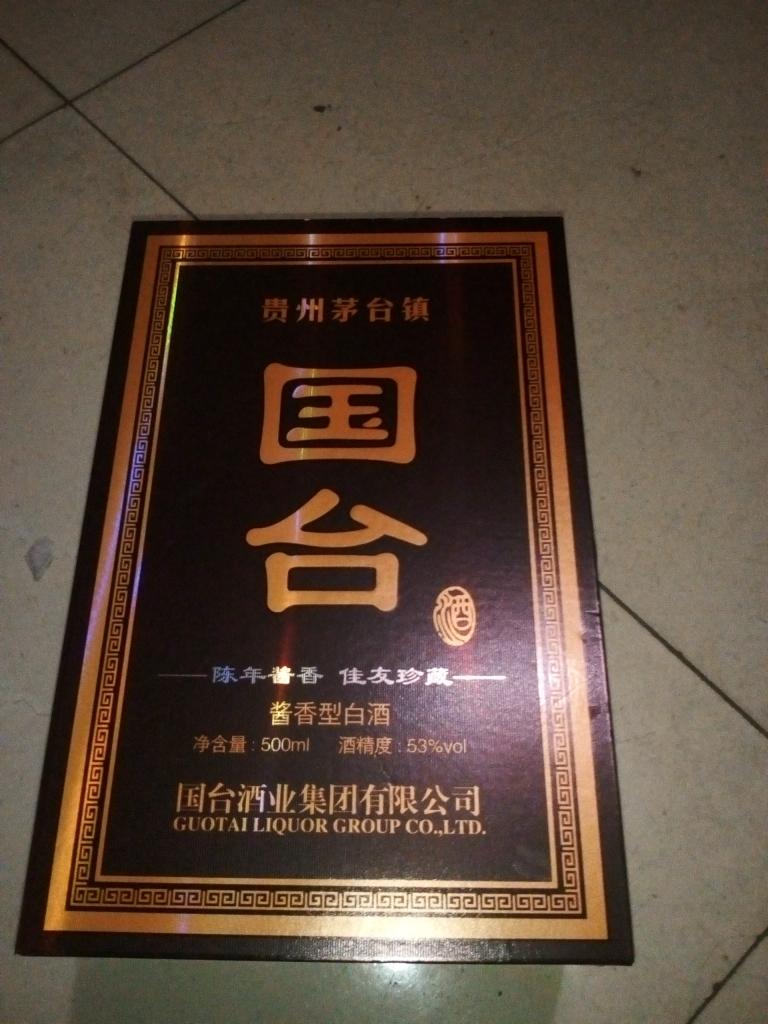 贵州茅台镇
国
台
酒
陈年酱香 佳友珍藏
酱香型白酒
净含量:500ml 酒精度:53%vol
国台酒业集团有限公司
GUOTAI LIQUOR GROUP CO.,LTD.